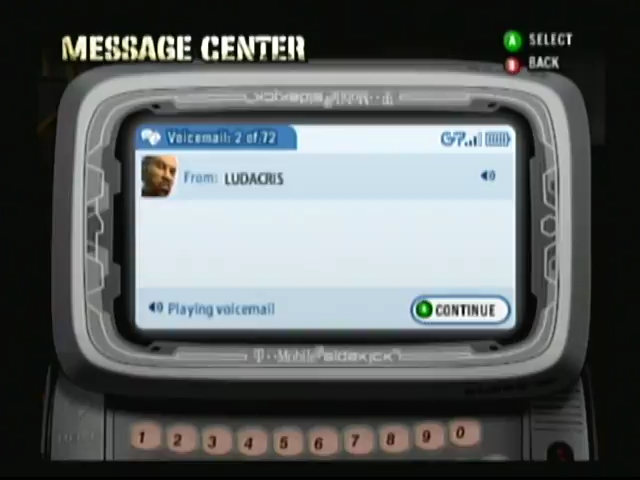 MESSAGE CENTER
A SELECT
B BACK
Voicemail: 2 of 72
G
From: LUDACRIS
Playing voicemail
A CONTINUE
T-Mobile sidekick
1 2 3 4 5 6 7 8 9 0